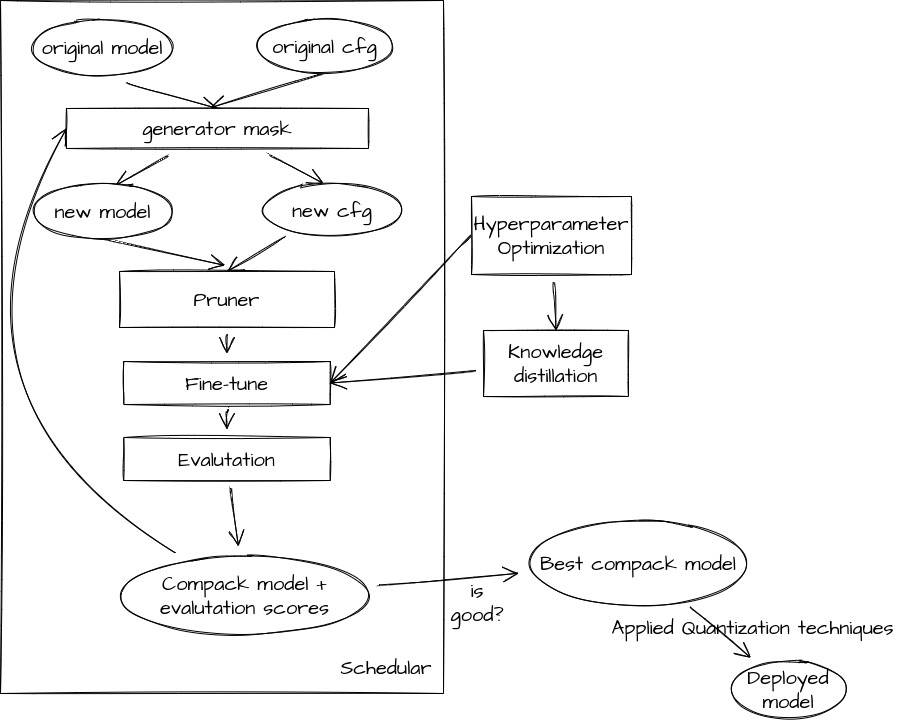 original model
original cfg
generator mask
new model
new cfg
Hyperparameter
Optimization
Pruner
Knowledge
distillation
Fine-tune
Evalutation
Compack model +
evalutation scores
is
good?
Best compack model
Applied Quantization techniques
Schedular
Deployed
model